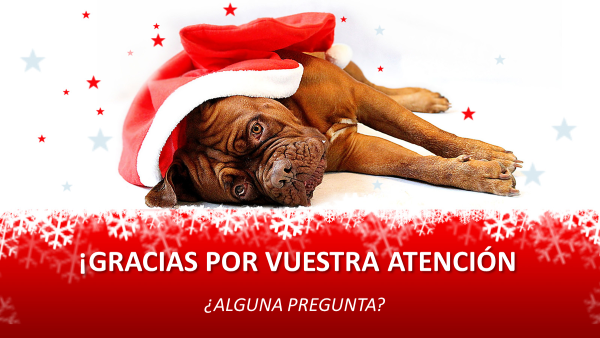 ¡GRACIAS POR VUESTRA ATENCIÓN
¿ALGUNA PREGUNTA?